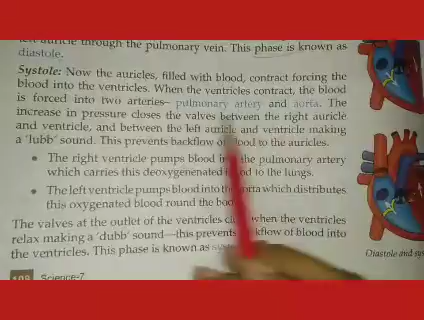 left auricle through the pulmonary vein. This phase is known as
diastole.
Systole: Now the auricles, filled with blood, contract forcing the
blood into the ventricles. When the ventricles contract, the blood
is forced into two arteries– pulmonary artery and aorta. The
increase in pressure closes the valves between the right auricle
and ventricle, and between the left auricle and ventricle making
a 'lubb' sound. This prevents backflow of blood to the auricles.
• The right ventricle pumps blood the pulmonary artery
which carries this deoxygenenated to the lungs.
• The left ventricle pumps blood into the aorta which distributes
this oxygenated blood round the
The valves at the outlet of the ventricles when the ventricles
relax making a 'dubb' sound—this prevents kflow of blood into
the ventricles. This phase is known as
Diastole and sys
108 Science-7